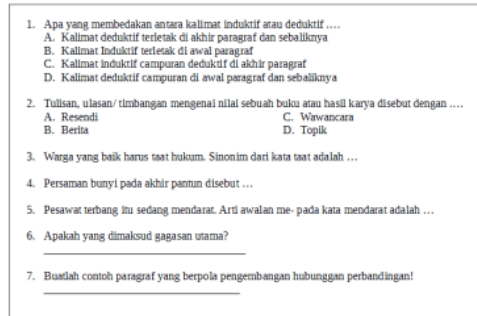 1. Apa yang membedakan antara kalimat induktif atau deduktif ....
A. Kalimat deduktif terletak di akhir paragraf dan sebaliknya
B. Kalimat Induktif terletak di awal paragraf
C. Kalimat induktif campuran deduktif di akhir paragraf
D. Kalimat deduktif campuran di awal paragraf dan sebaliknya
2. Tulisan, ulasan/ timbangan mengenai nilai sebuah buku atau hasil karya disebut dengan ....
A. Resendi C. Wawancara
B. Berita D. Topik
3. Warga yang baik harus taat hukum. Sinonim dari kata taat adalah ...
4. Persaman bunyi pada akhir pantun disebut ...
5. Pesawat terbang itu sedang mendarat. Arti awalan me- pada kata mendarat adalah ...
6. Apakah yang dimaksud gagasan utama?
7. Buatlah contoh paragraf yang berpola pengembangan hubunggan perbandingan!